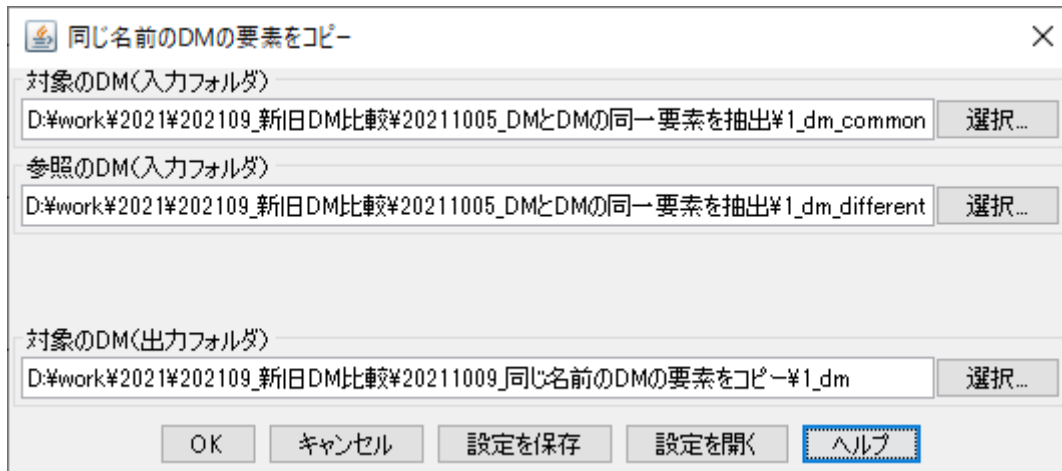 同じ名前のDMの要素をコピー
対象のDM(入力フォルダ)
D:¥work¥2021¥202109_新旧DM比較¥20211005_DMとDMの同一要素を抽出¥1_dm_common
選択...
参照のDM(入力フォルダ)
D:¥work¥2021¥202109_新旧DM比較¥20211005_DMとDMの同一要素を抽出¥1_dm_different
選択...
対象のDM(出力フォルダ)
D:¥work¥2021¥202109_新旧DM比較¥20211009_同じ名前のDMの要素をコピー¥1_dm
選択...
OK キャンセル 設定を保存 設定を開く ヘルプ